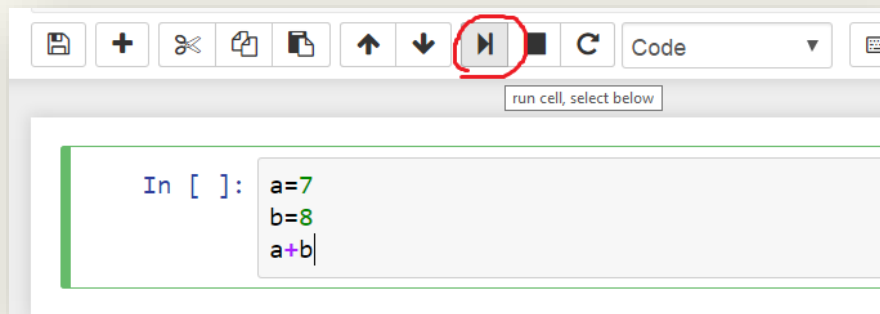 Code
run cell, select below
In [ ]: a=7
b=8
a+b